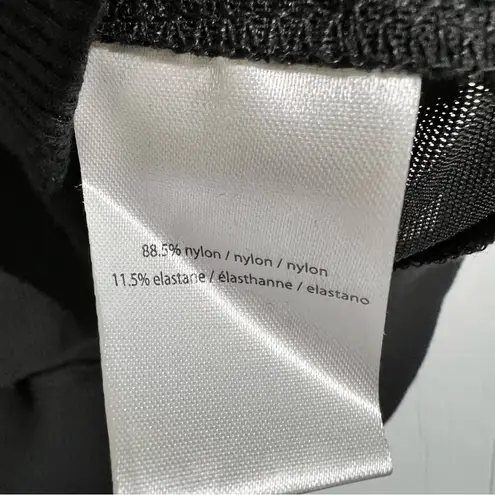 88.5% nylon / nylon / nylon
11.5% elastane / élasthanne / elastano